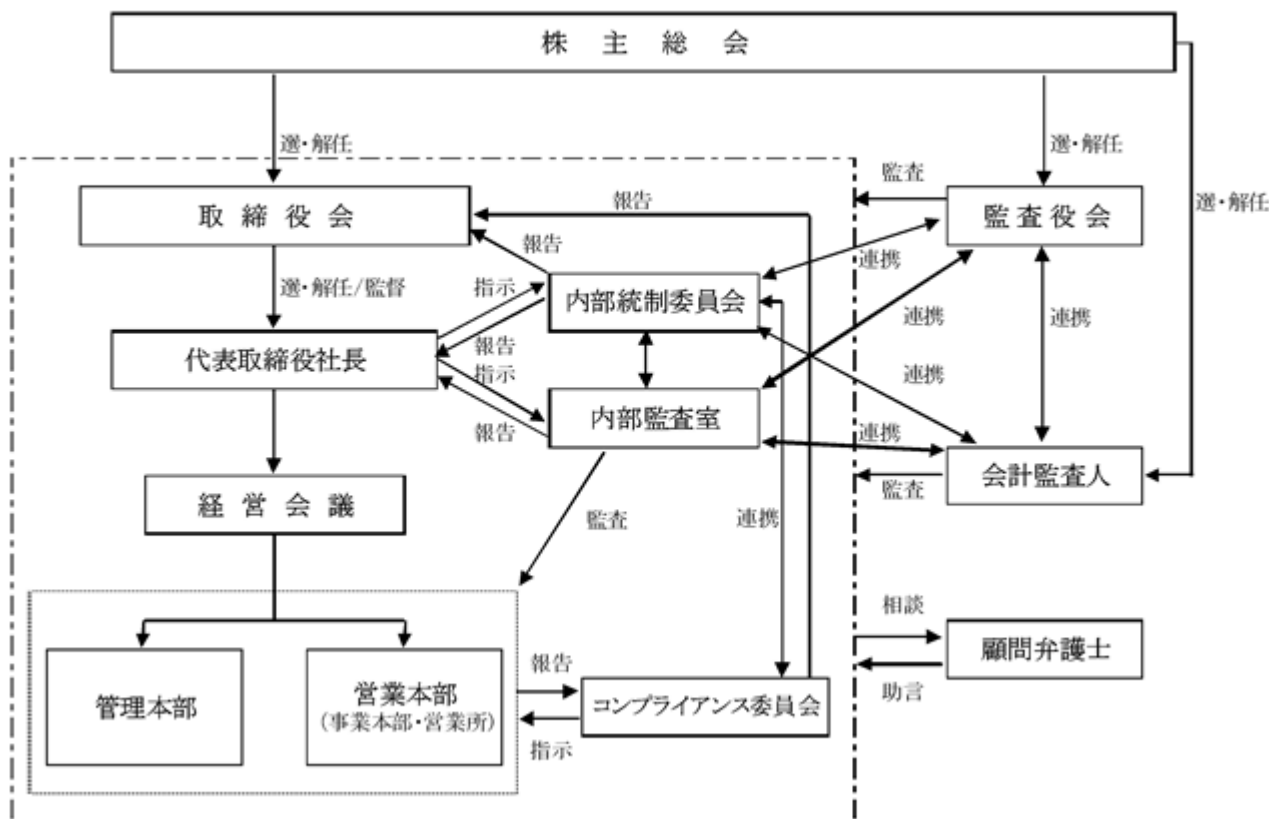 株主総会
選・解任
選・解任
選・解任
監査
取締役会
報告
監査役会
報告
連携
選・解任/監督
指示
内部統制委員会
連携
連携
代表取締役社長
報告
指示
連携
内部監査室
報告
連携
会計監査人
監査
経営会議
監査
連携
相談
顧問弁護士
助言
管理本部
営業本部
(事業本部・営業所)
報告
コンプライアンス委員会
指示